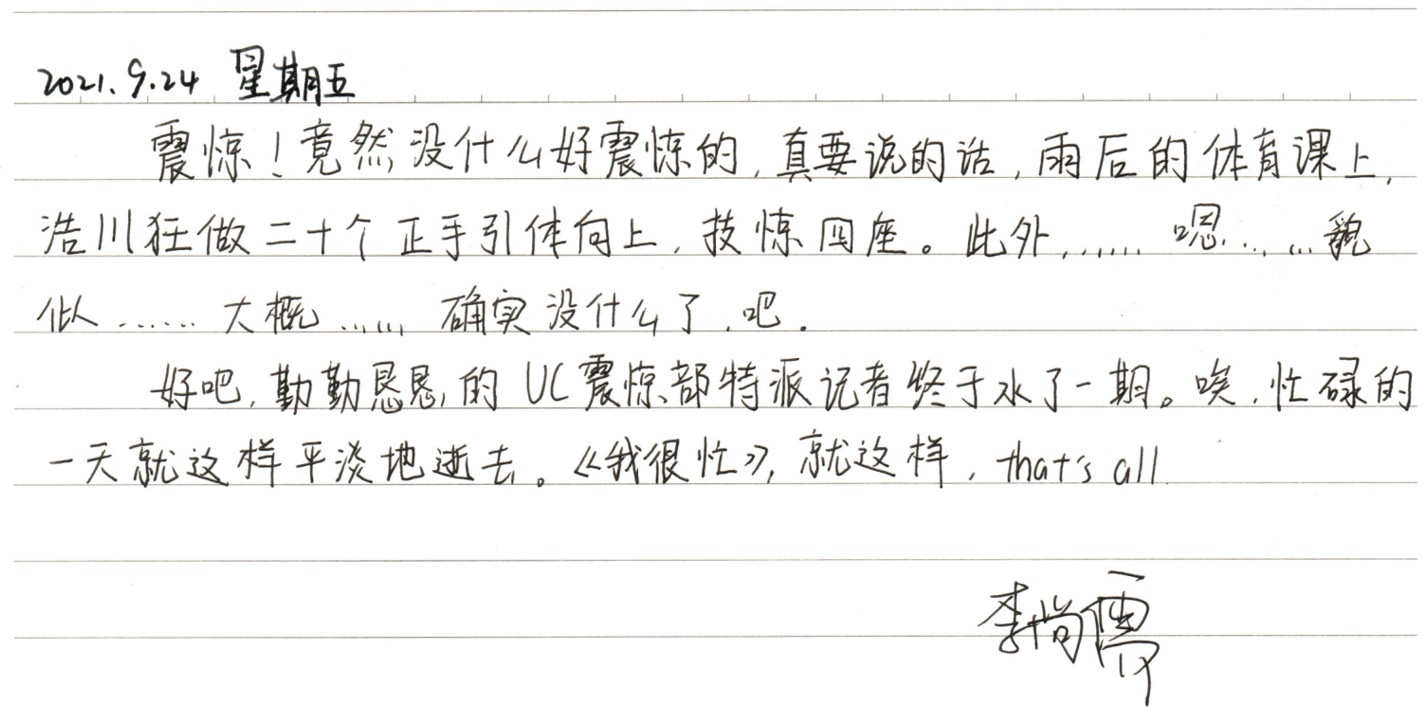 2021.9.24 星期五
震惊！竟然没什么好震惊的，真要说的话，雨后的体育课上，
浩川狂做二十个正手引体向上，技惊四座。此外，…… 嗯……貌
似…… 大概…… 确实没什么了，吧。
好吧，勤勤恳恳的 UC震惊部特派记者终于水了一期。唉，忙碌的
一天就这样平淡地逝去。《我很忙》，就这样，that's all
李尚儒